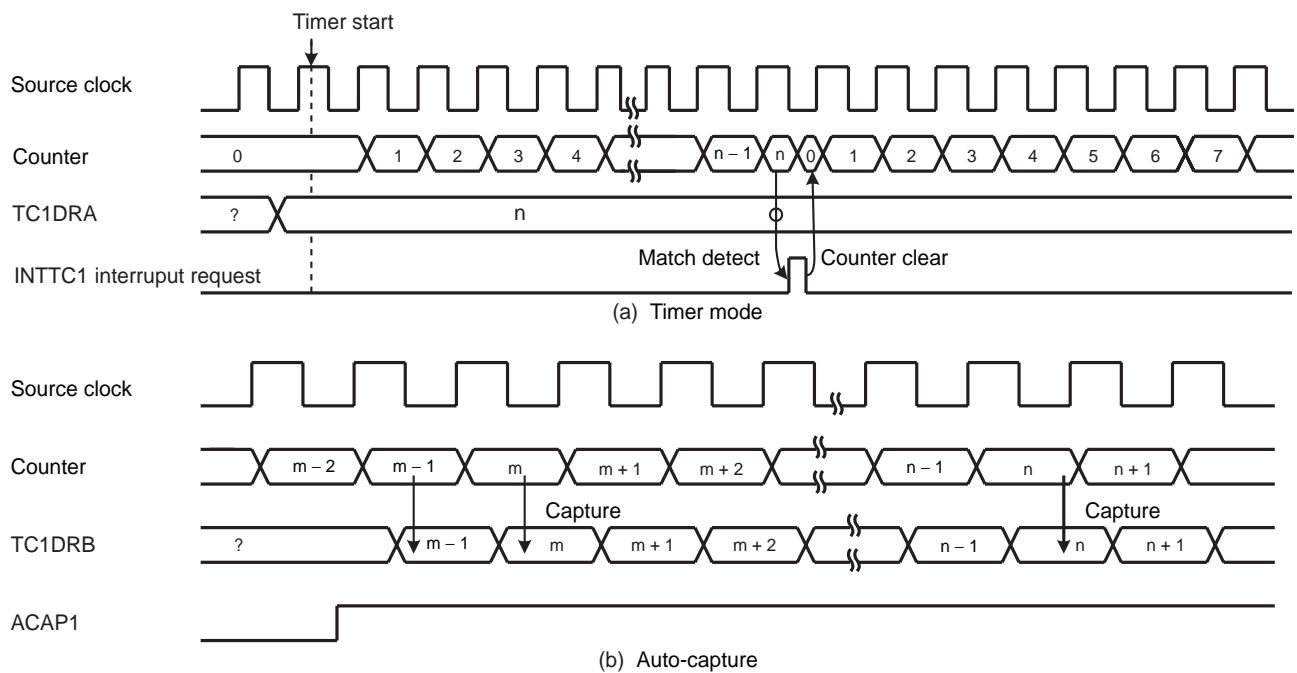 Timer start
Source clock
Counter
0 1 2 3 4 n – 1 n 0 1 2 3 4 5 6 7
TC1DRA
? n
Match detect Counter clear
INTTC1 interruput request
(a) Timer mode
Source clock
Counter
m – 2 m – 1 m m + 1 m + 2 n – 1 n n + 1
Capture Capture
TC1DRB
? m – 1 m m + 1 m + 2 n – 1 n n + 1
ACAP1
(b) Auto-capture